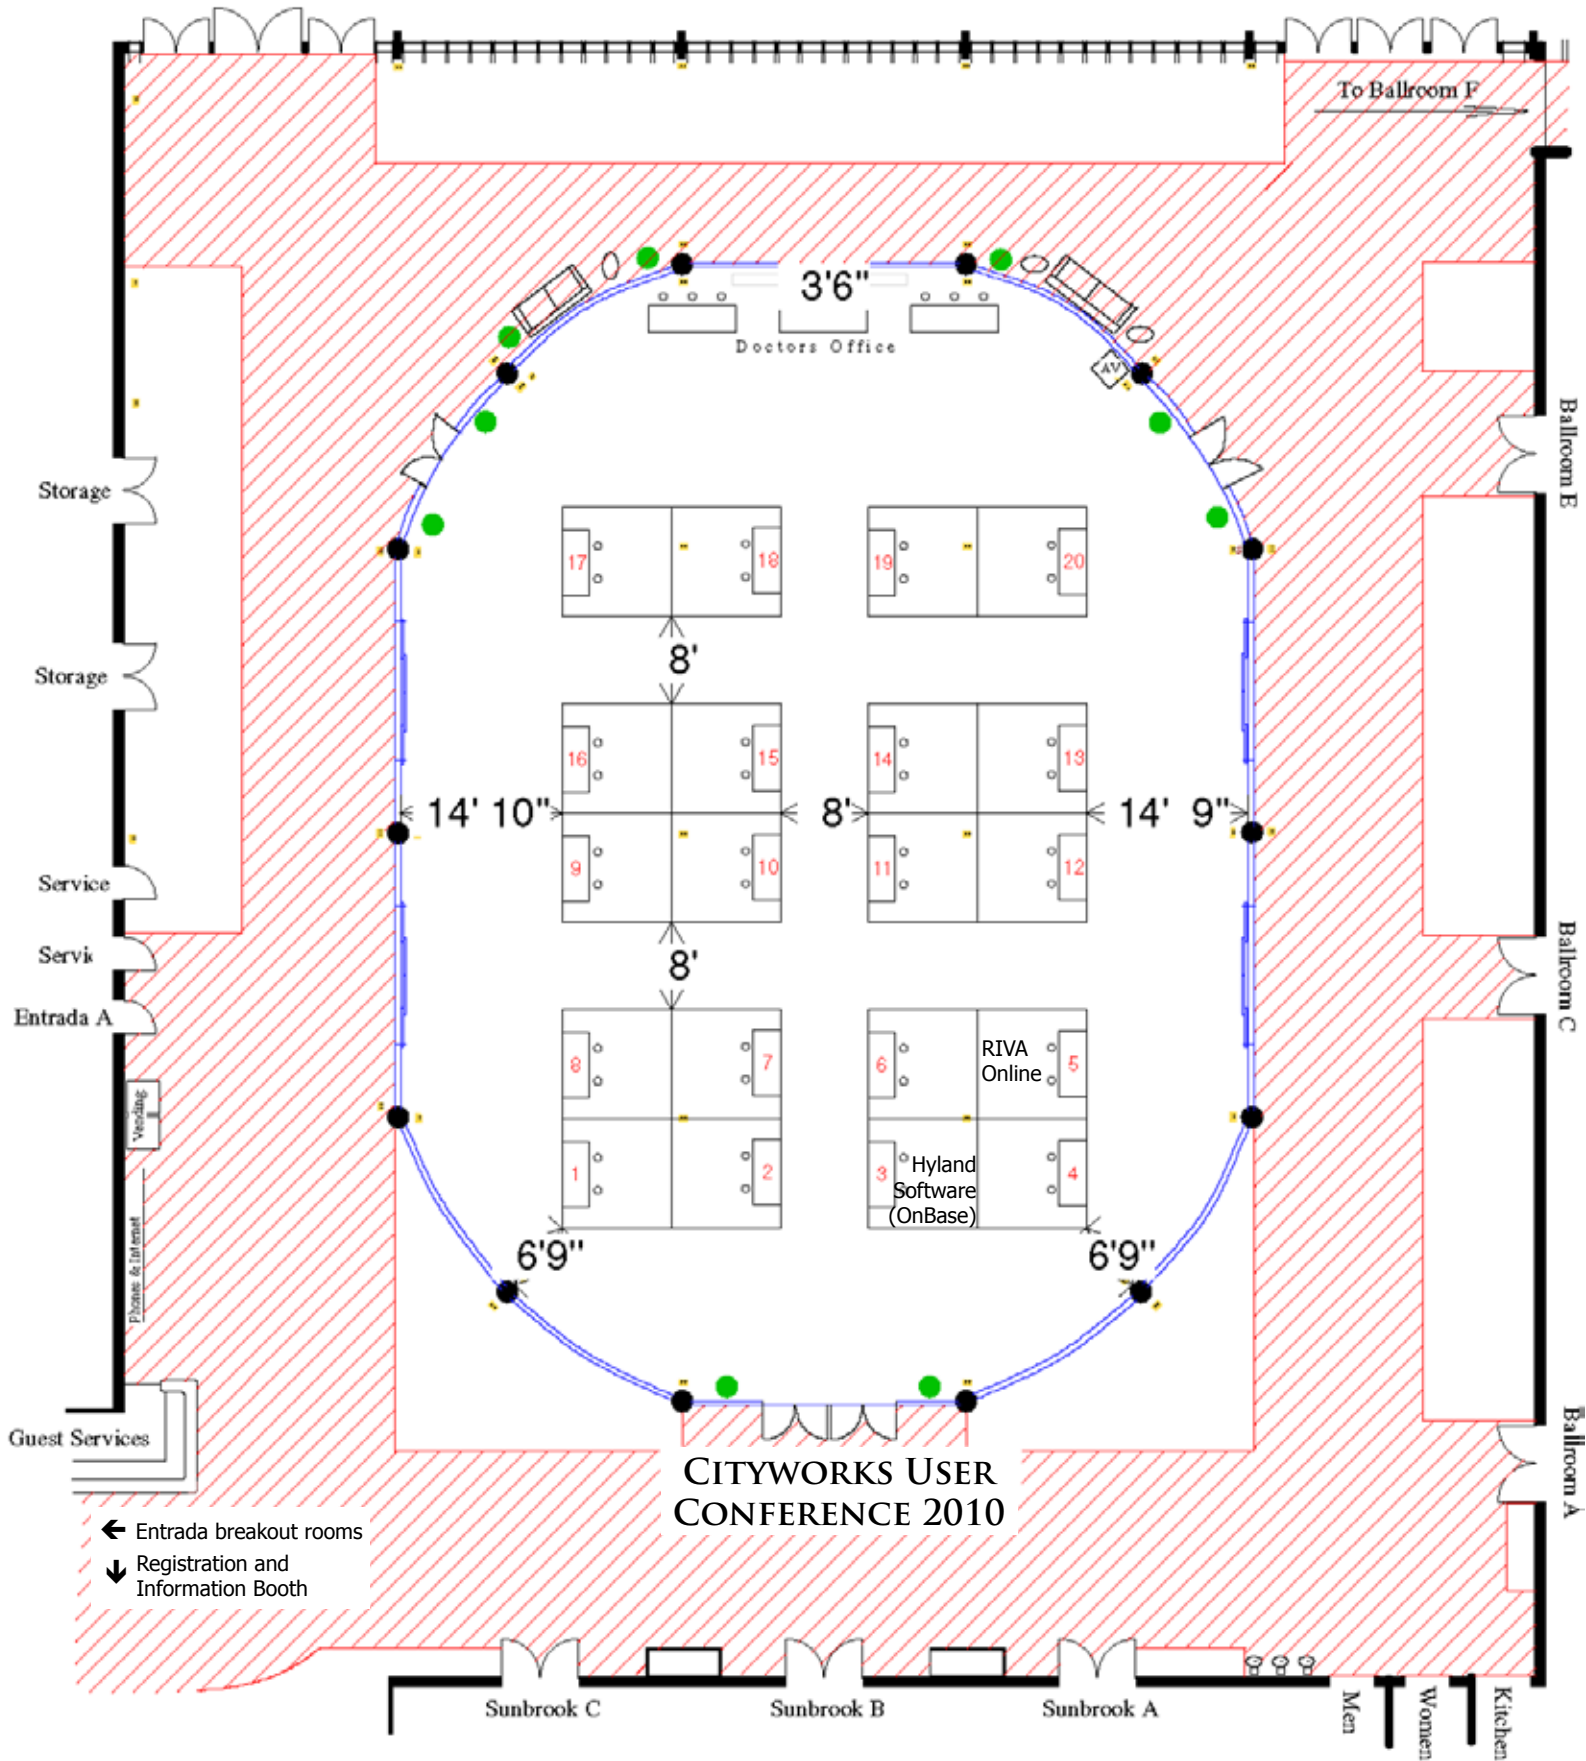 To Ballroom F
3'6"
Doctors Office
AV
Ballroom E
Storage
17
18
19
20
8'
Storage
16
15
14
13
14' 10"
8'
14' 9"
9
10
11
12
Service
Servic
8'
Ballroom C
Entrada A
8
7
6
RIVA
Online
5
Vending
1
2
3
Hyland
Software
(OnBase)
4
Phones & Internet
6'9"
6'9"
Guest Services
Ballroom A
CITYWORKS USER
CONFERENCE 2010
← Entrada breakout rooms
↓ Registration and
Information Booth
Sunbrook C
Sunbrook B
Sunbrook A
Men
Women
Kitchen